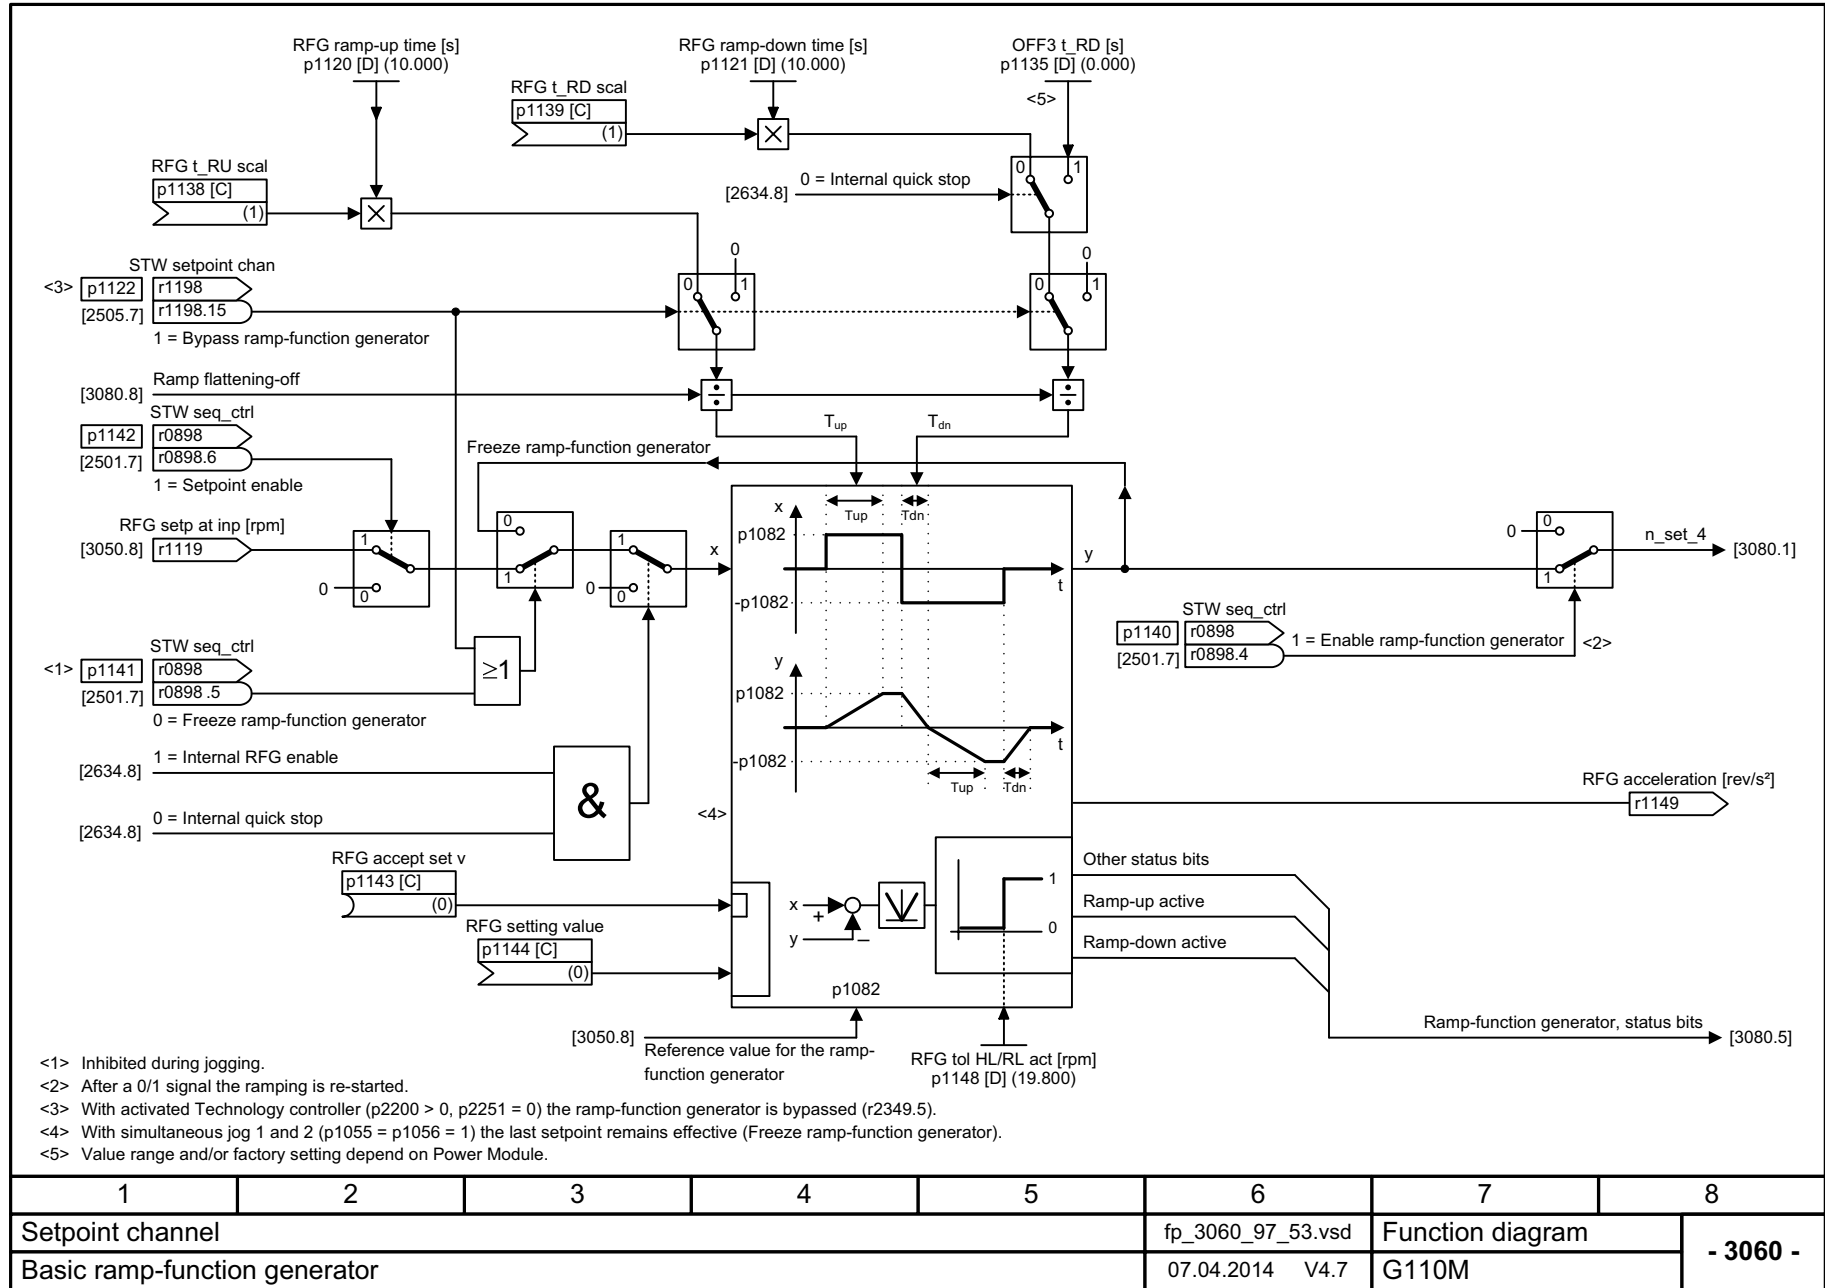 RFG ramp-up time [s]
p1120 [D] (10.000)
RFG ramp-down time [s]
p1121 [D] (10.000)
OFF3 t_RD [s]
p1135 [D] (0.000)
<5>
RFG t_RD scal
p1139 [C]
(1)
RFG t_RU scal
p1138 [C]
(1)
[2634.8]
0 = Internal quick stop
0
1
STW setpoint chan
<3>
p1122
r1198
[2505.7]
r1198.15
1 = Bypass ramp-function generator
0
0
1
0
0
1
[3080.8]
Ramp flattening-off
÷
÷
STW seq_ctrl
p1142
r0898
[2501.7]
r0898.6
1 = Setpoint enable
Tup
Tdn
Freeze ramp-function generator
RFG setp at inp [rpm]
[3050.8]
r1119
1
0
0
0
1
1
0
0
x
x
Tup
Tdn
p1082
-p1082
t
y
0
0
1
n_set_4
[3080.1]
STW seq_ctrl
p1140
r0898
[2501.7]
r0898.4
1 = Enable ramp-function generator
<2>
STW seq_ctrl
<1>
p1141
r0898
[2501.7]
r0898 .5
0 = Freeze ramp-function generator
≥1
y
p1082
-p1082
t
Tup
Tdn
[2634.8]
1 = Internal RFG enable
&
[2634.8]
0 = Internal quick stop
<4>
RFG acceleration [rev/s²]
r1149
RFG accept set v
p1143 [C]
(0)
RFG setting value
p1144 [C]
(0)
x
+
y
−
1
0
p1082
Other status bits
Ramp-up active
Ramp-down active
[3050.8]
Reference value for the ramp-
function generator
RFG tol HL/RL act [rpm]
p1148 [D] (19.800)
Ramp-function generator, status bits
[3080.5]
<1> Inhibited during jogging.
<2> After a 0/1 signal the ramping is re-started.
<3> With activated Technology controller (p2200 > 0, p2251 = 0) the ramp-function generator is bypassed (r2349.5).
<4> With simultaneous jog 1 and 2 (p1055 = p1056 = 1) the last setpoint remains effective (Freeze ramp-function generator).
<5> Value range and/or factory setting depend on Power Module.
1 2 3 4 5 6 7 8
Setpoint channel
fp_3060_97_53.vsd
Function diagram
- 3060 -
Basic ramp-function generator
07.04.2014 V4.7
G110M